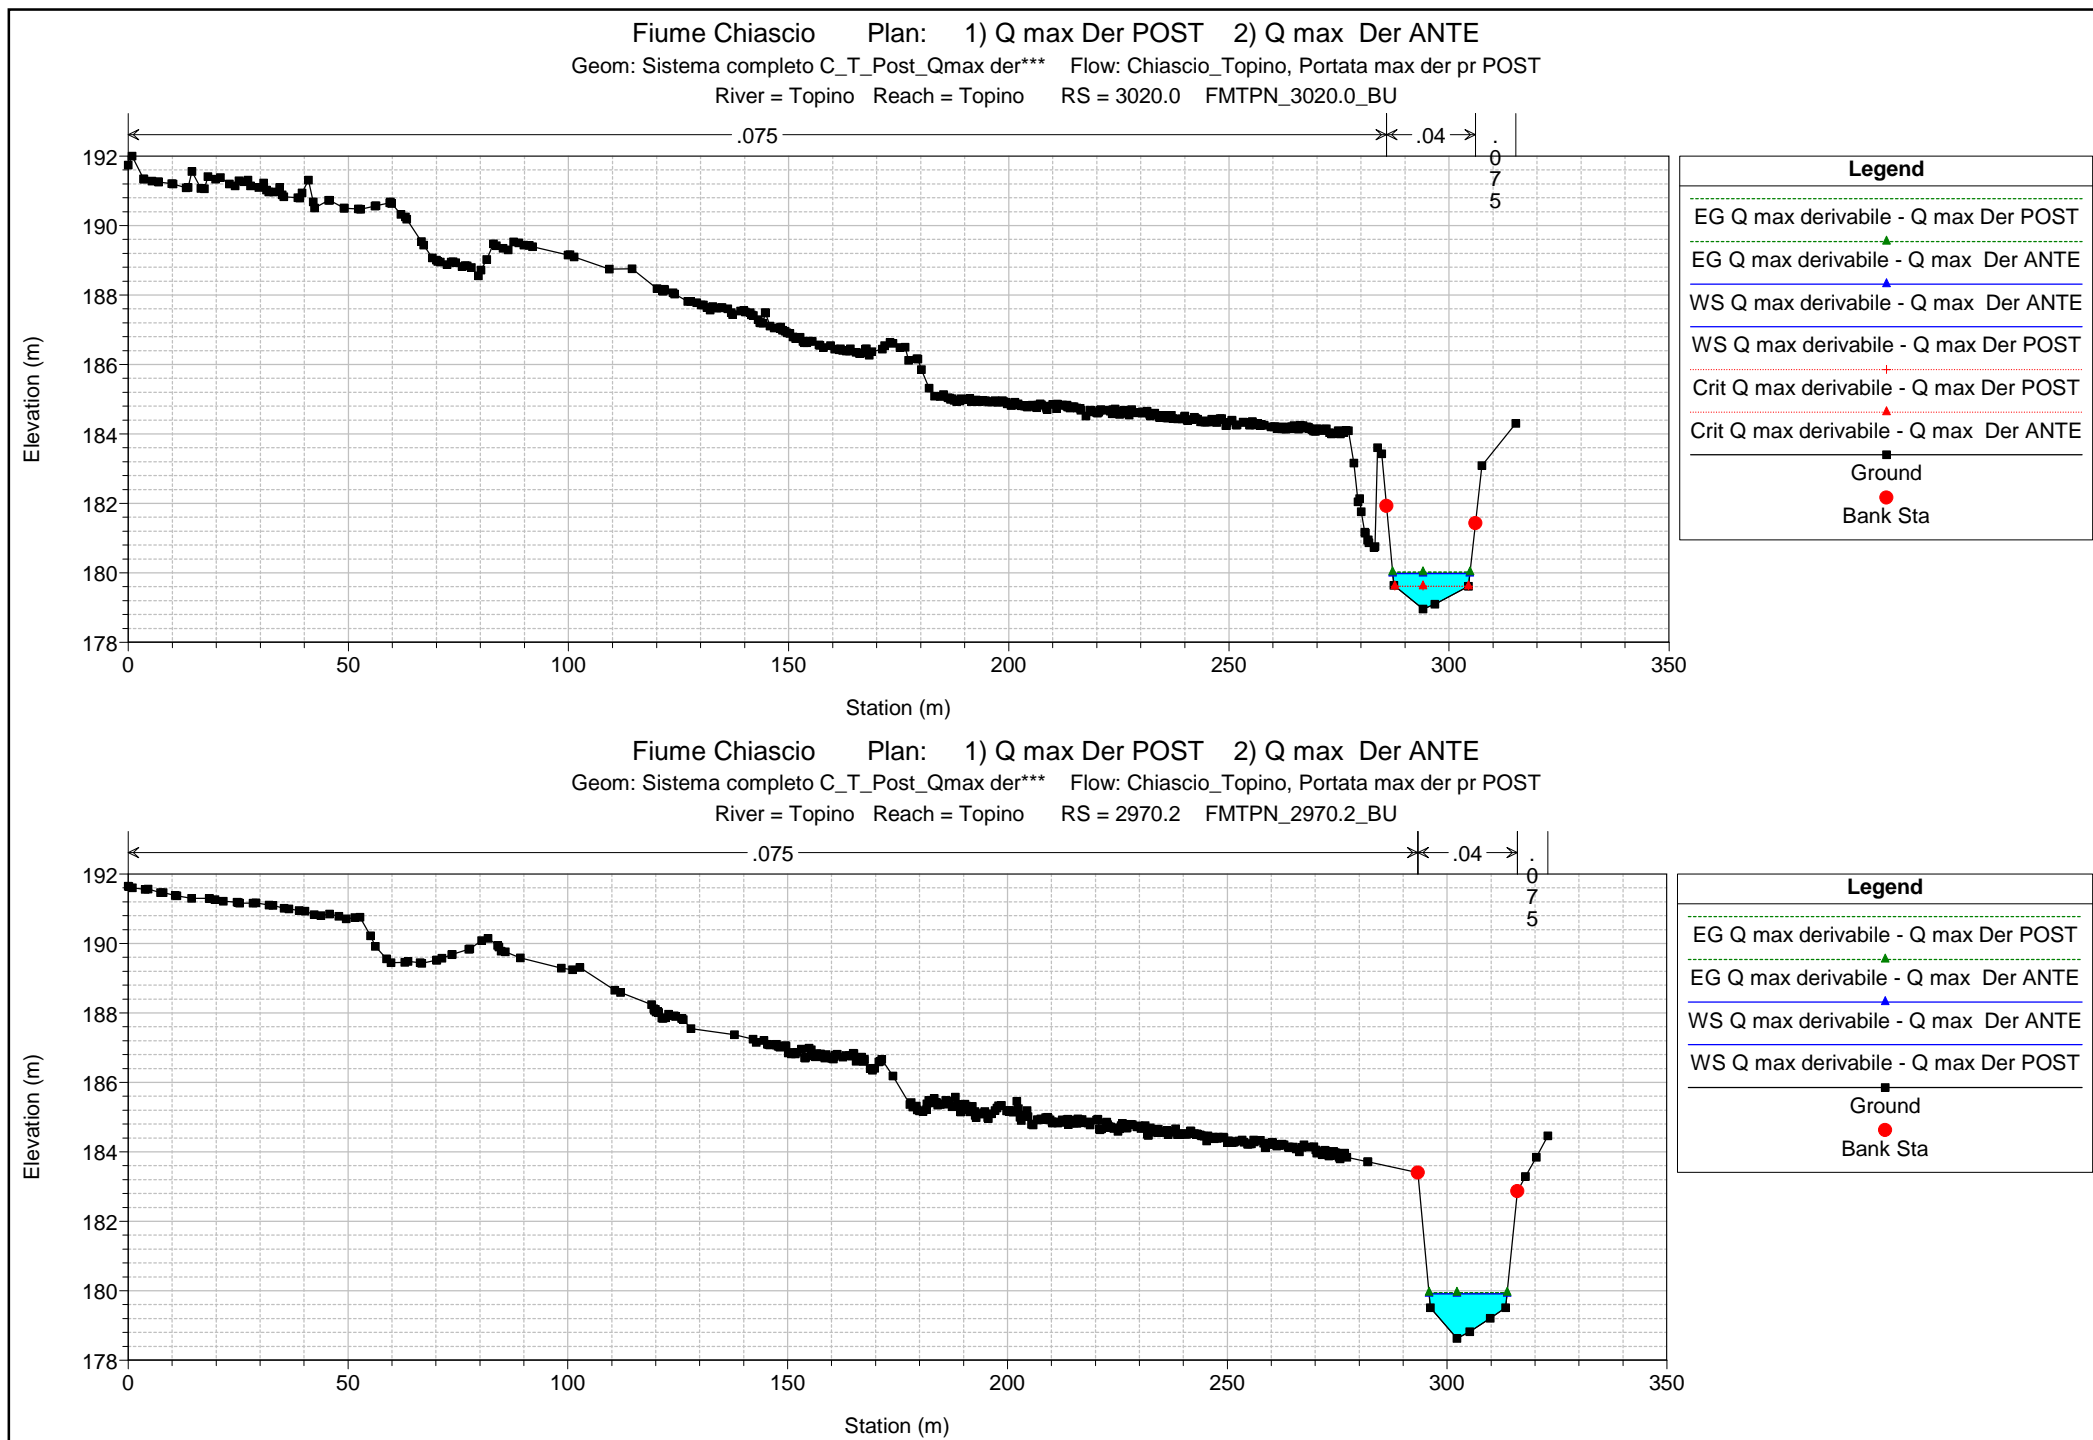 Fiume Chiascio Plan: 1) Q max Der POST 2) Q max Der ANTE
Geom: Sistema completo C_T_Post_Qmax der*** Flow: Chiascio_Topino, Portata max der pr POST
River = Topino Reach = Topino RS = 3020.0 FMTPN_3020.0_BU
.075 .04 .075
192
190
188
186
184
182
180
178
Elevation (m)
0 50 100 150 200 250 300 350
Station (m)
Legend
EG Q max derivabile - Q max Der POST
EG Q max derivabile - Q max Der ANTE
WS Q max derivabile - Q max Der ANTE
WS Q max derivabile - Q max Der POST
Crit Q max derivabile - Q max Der POST
Crit Q max derivabile - Q max Der ANTE
Ground
Bank Sta
Fiume Chiascio Plan: 1) Q max Der POST 2) Q max Der ANTE
Geom: Sistema completo C_T_Post_Qmax der*** Flow: Chiascio_Topino, Portata max der pr POST
River = Topino Reach = Topino RS = 2970.2 FMTPN_2970.2_BU
.075 .04 .075
192
190
188
186
184
182
180
178
Elevation (m)
0 50 100 150 200 250 300 350
Station (m)
Legend
EG Q max derivabile - Q max Der POST
EG Q max derivabile - Q max Der ANTE
WS Q max derivabile - Q max Der ANTE
WS Q max derivabile - Q max Der POST
Ground
Bank Sta